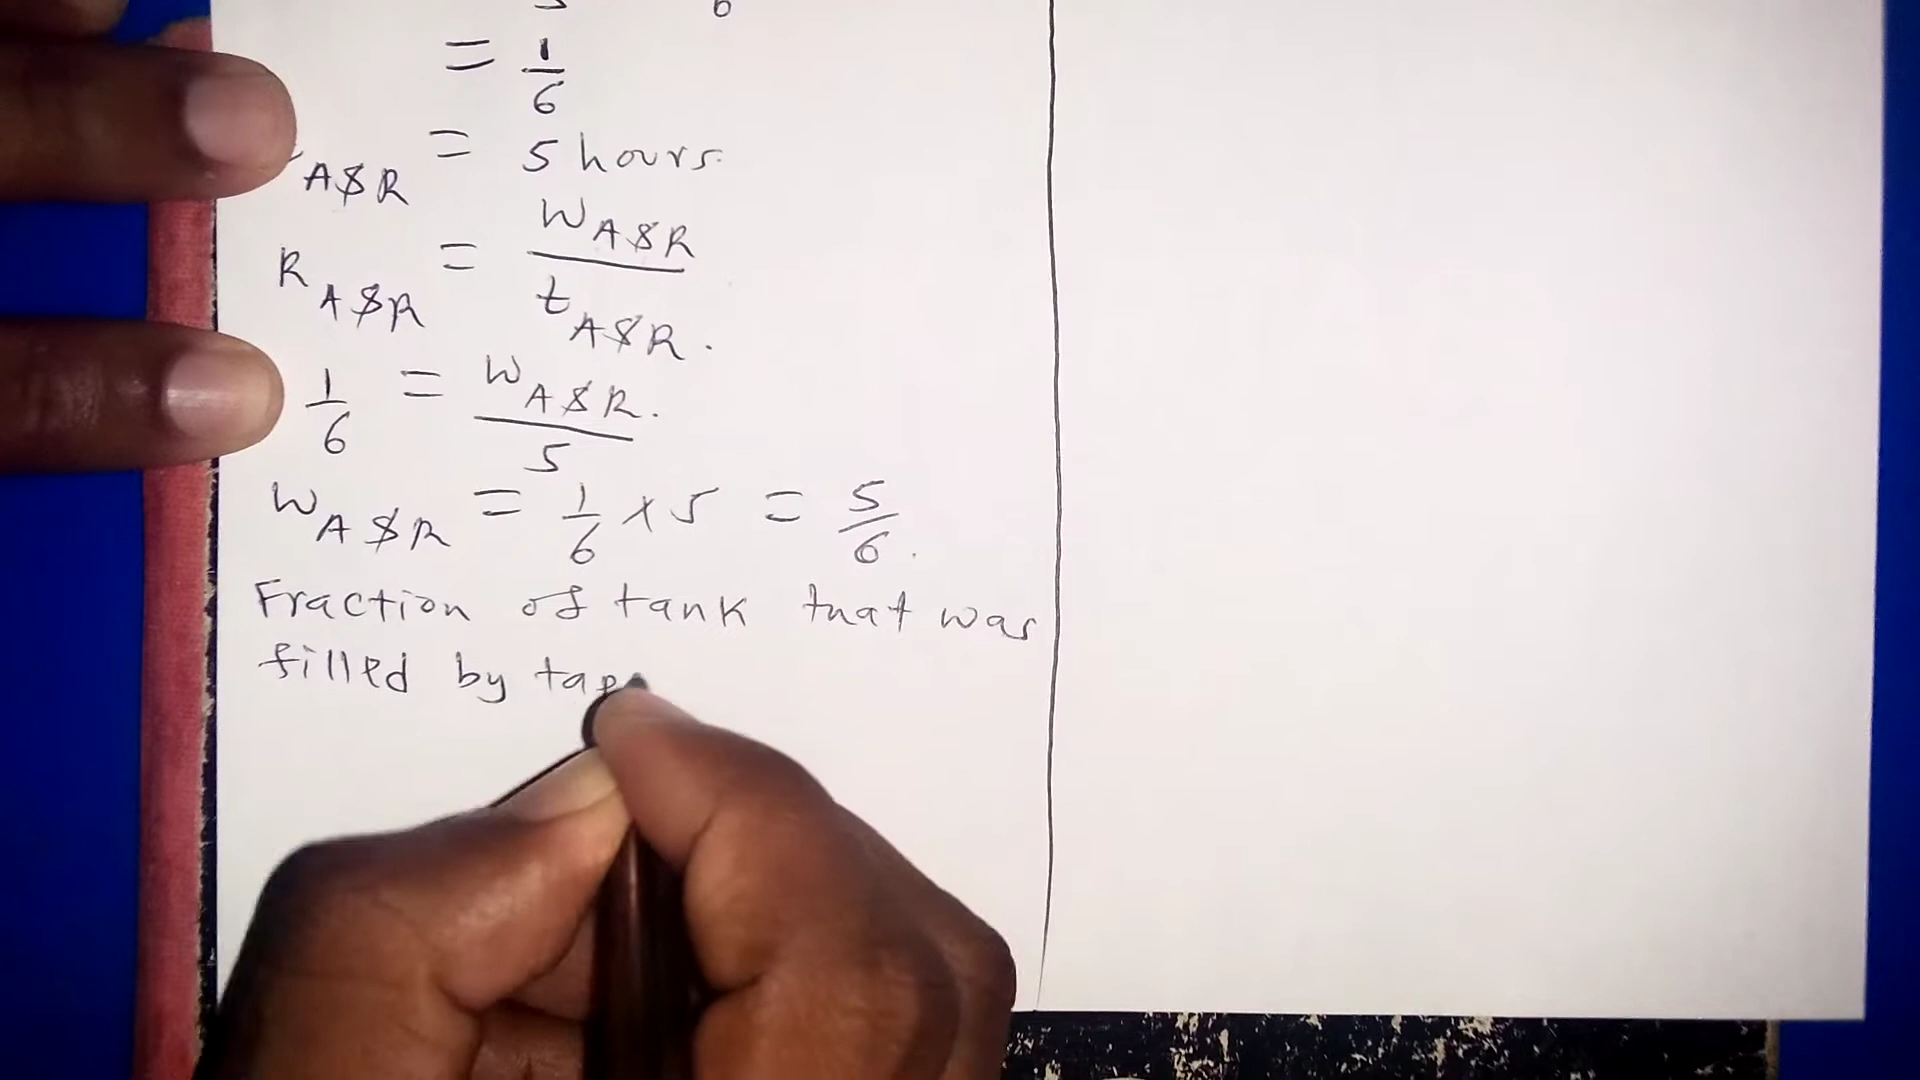 = 1/6
A$R = 5 hours.
R A$R = W A$R / t A$R.
1/6 = W A$R. / 5
W A$R = 1/6 x 5 = 5/6.
Fraction of tank that was
filled by tap